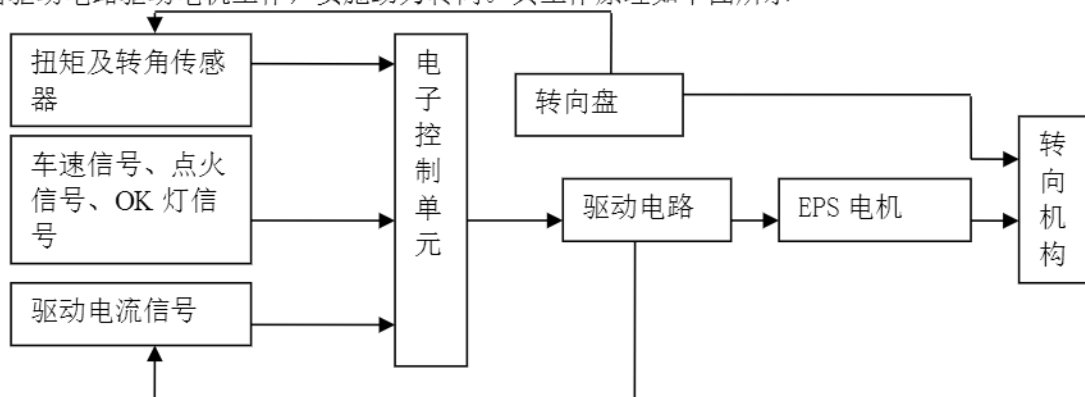 扭矩及转角传感
器
车速信号、点火
信号、OK 灯信
号
驱动电流信号
电
子
控
制
单
元
转向盘
驱动电路
EPS 电机
转
向
机
构